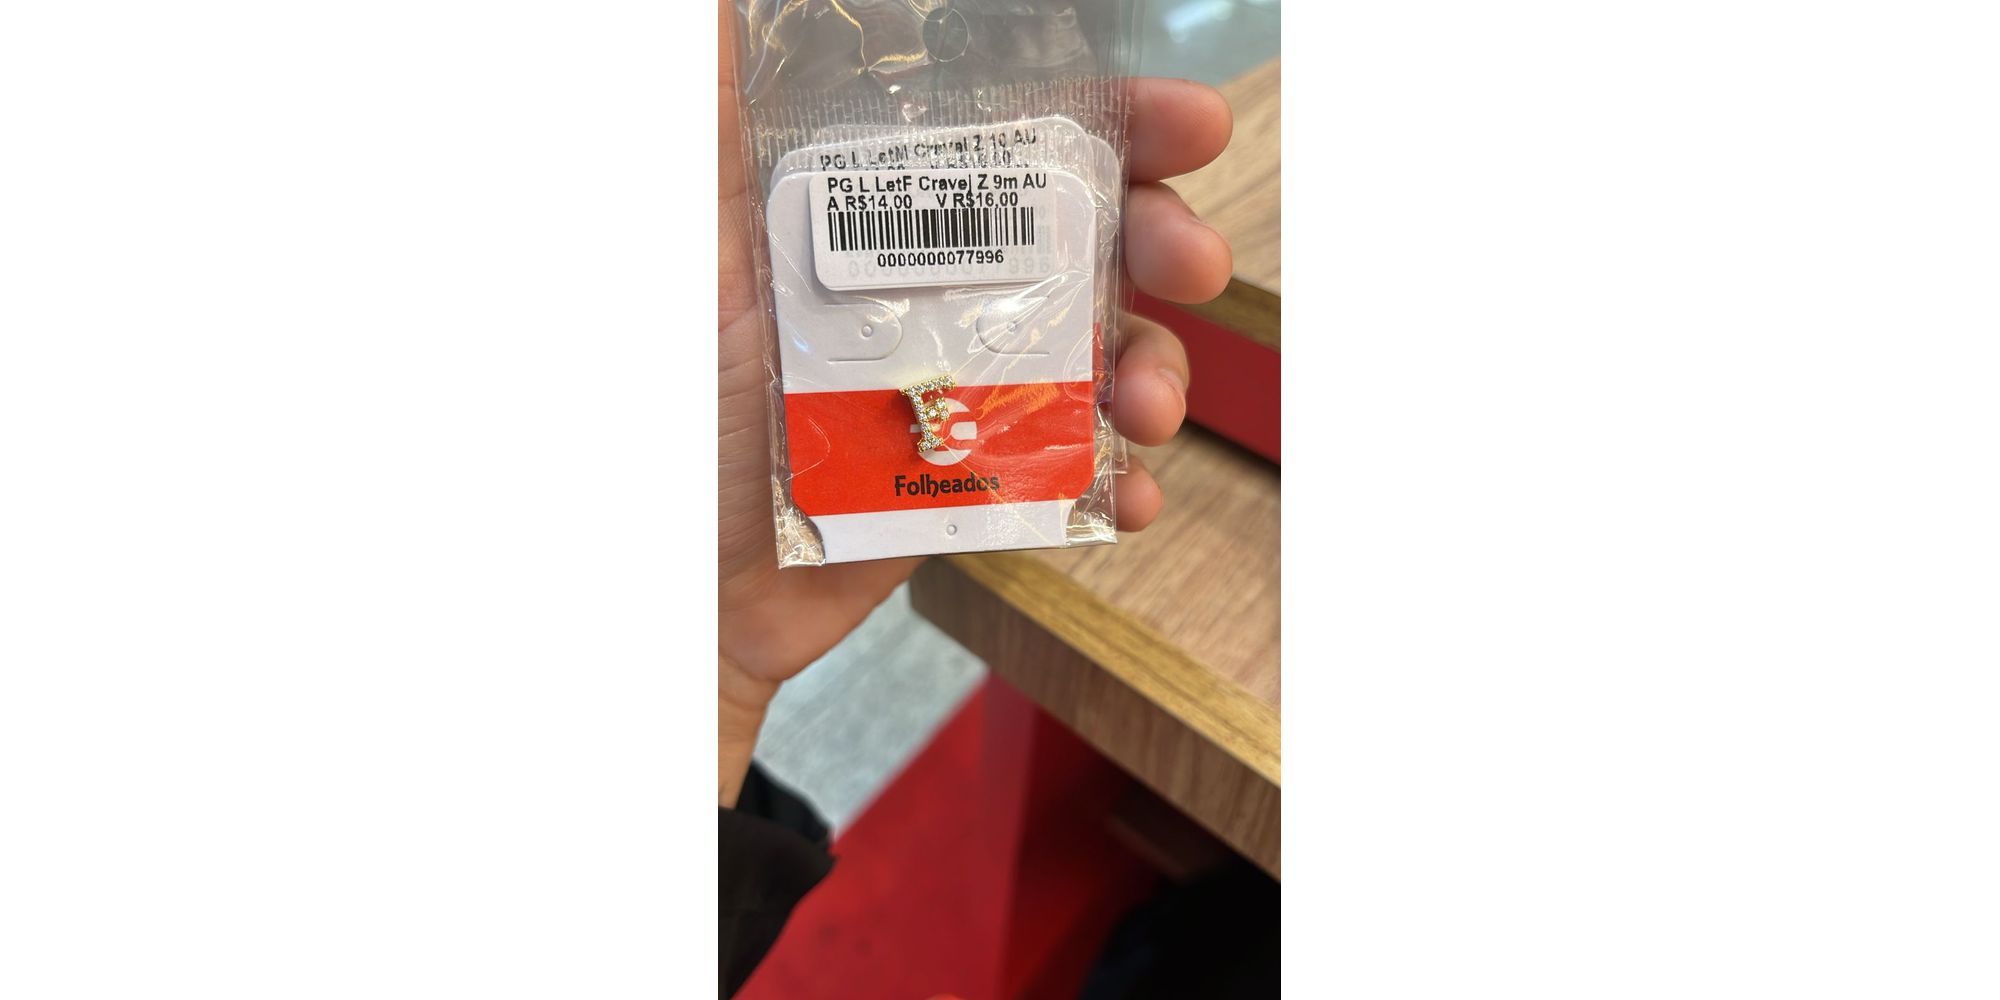 PG L LetM Cravej Z 10 AU
PG L LetF Cravej Z 9m AU
A R$14,00 V R$16,00
0000000077996
F
Folheados